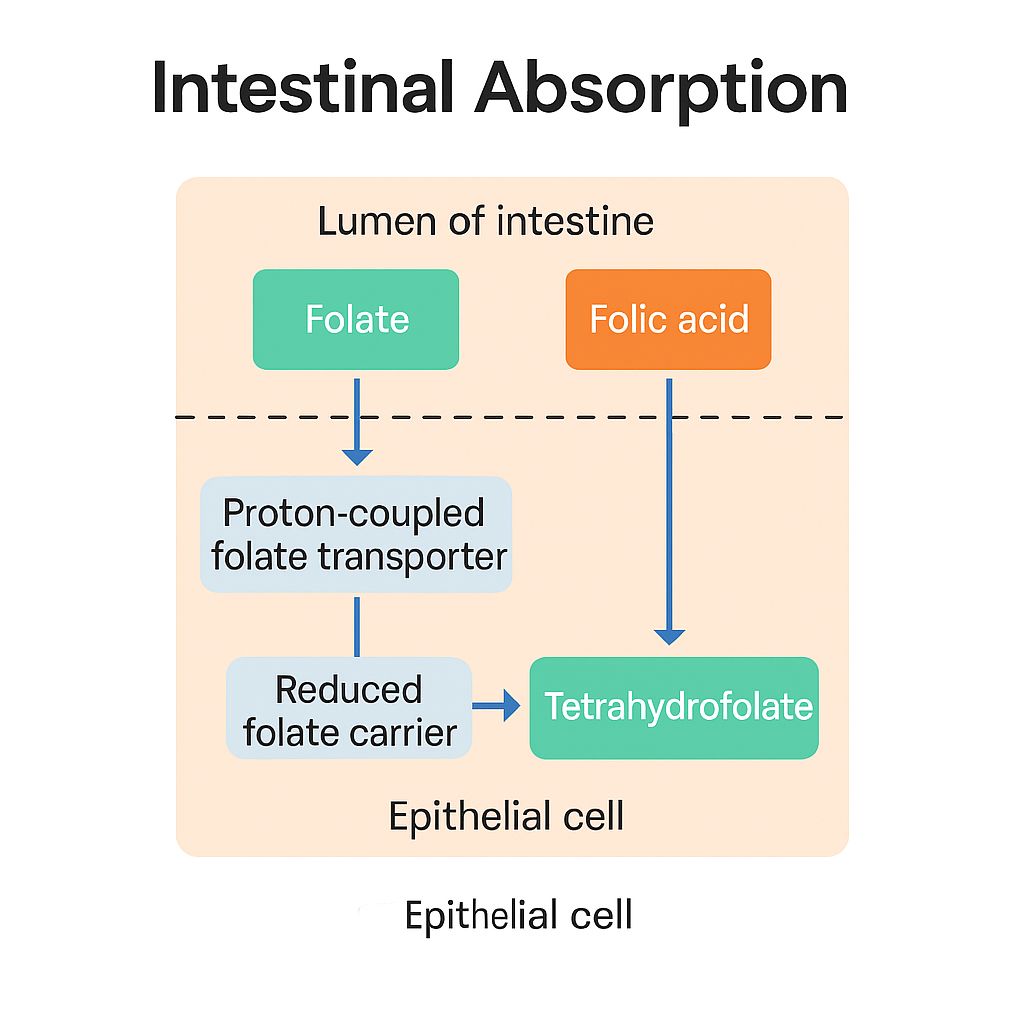 Intestinal Absorption
Lumen of intestine
Folate
Folic acid
Proton-coupled
folate transporter
Reduced
folate carrier
Tetrahydrofolate
Epithelial cell
Epithelial cell